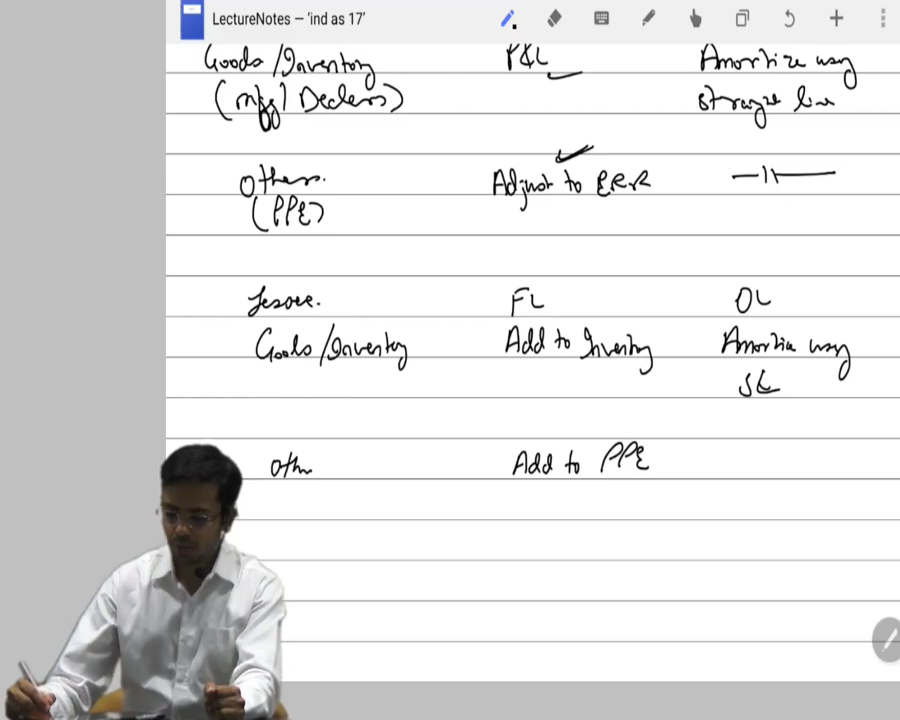 LectureNotes – 'ind as 17'
Goods/Inventory P&L Amortize using
(mfg/Dealers) straight line
Others. Adjust to ERR —||—
(PPE)
Lessee. FL OL
Goods/Inventory Add to Inventory Amortize using
SL
Othe Add to PPE